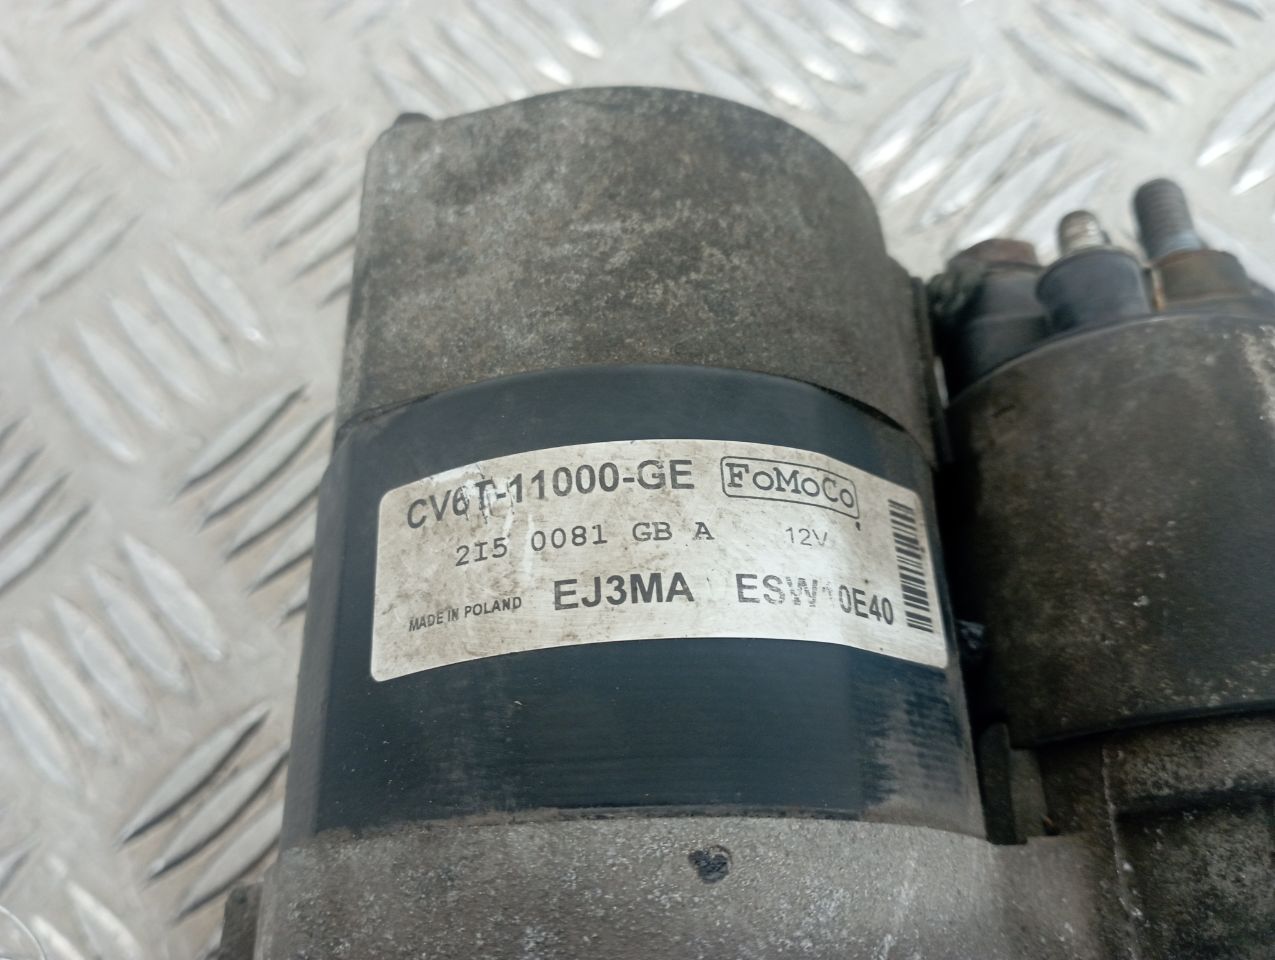 CV6T-11000-GE FoMoCo
2I5 0081 GB A 12V
MADE IN POLAND EJ3MA ESW10E40